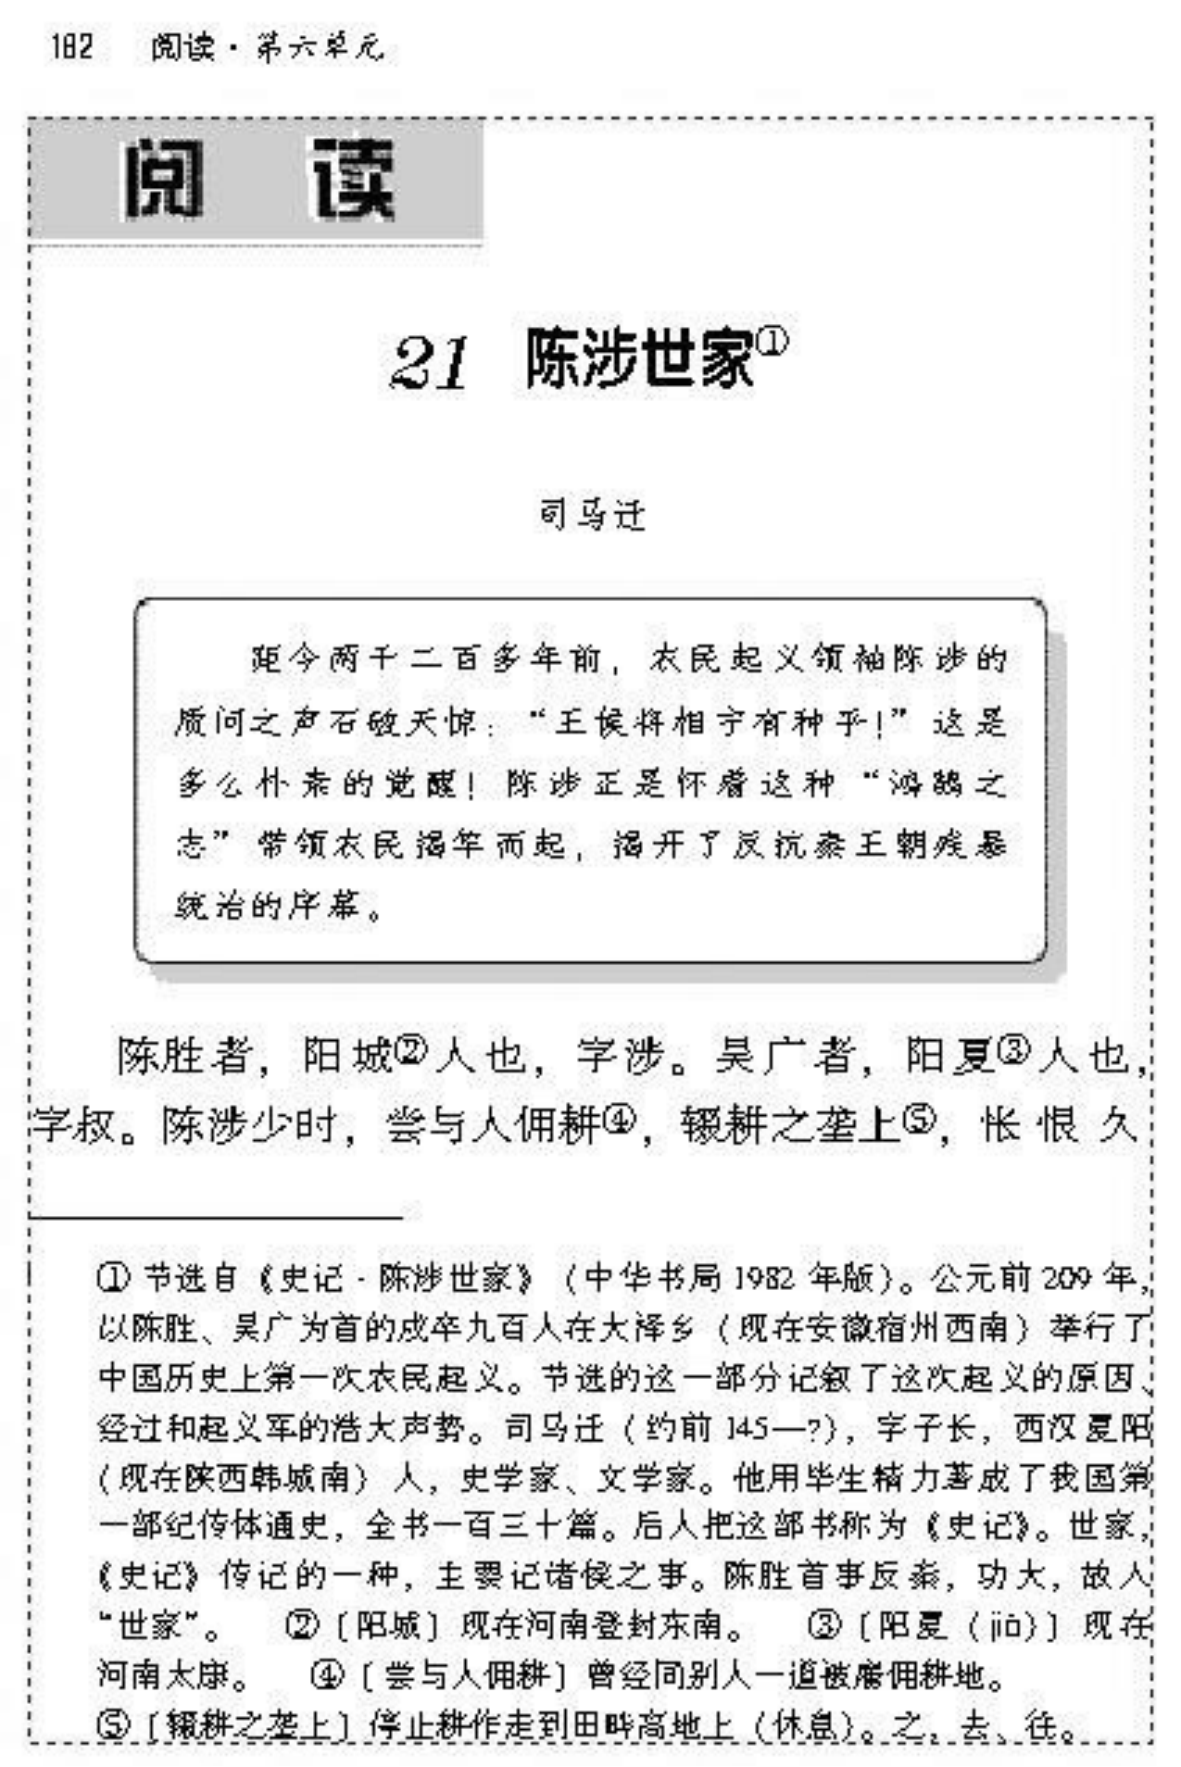 182 阅读·第六单元
阅 读
21 陈涉世家①
司马迁
距今两千二百多年前，农民起义领袖陈涉的
质问之声石破天惊：“王侯将相宁有种乎！”这是
多么朴素的觉醒！陈涉正是怀着这种“鸿鹄之
志”带领农民揭竿而起，揭开了反抗秦王朝残暴
统治的序幕。
陈胜者，阳城②人也，字涉。吴广者，阳夏③人也，
字叔。陈涉少时，尝与人佣耕④，辍耕之垄上⑤，怅恨久
①节选自《史记·陈涉世家》（中华书局1982年版）。公元前209年，
以陈胜、吴广为首的戍卒九百人在大泽乡（现在安徽宿州西南）举行了
中国历史上第一次农民起义。节选的这一部分记叙了这次起义的原因、
经过和起义军的浩大声势。司马迁（约前145—?），字子长，西汉夏阳
（现在陕西韩城南）人，史学家、文学家。他用毕生精力著成了我国第
一部纪传体通史，全书一百三十篇。后人把这部书称为《史记》。世家，
《史记》传记的一种，主要记诸侯之事。陈胜首事反秦，功大，故入
“世家”。 ②〔阳城〕现在河南登封东南。 ③〔阳夏（jiǎ）〕现在
河南太康。 ④〔尝与人佣耕〕曾经同别人一道被雇佣耕地。
⑤〔辍耕之垄上〕停止耕作走到田畔高地上（休息）。之，去、往。